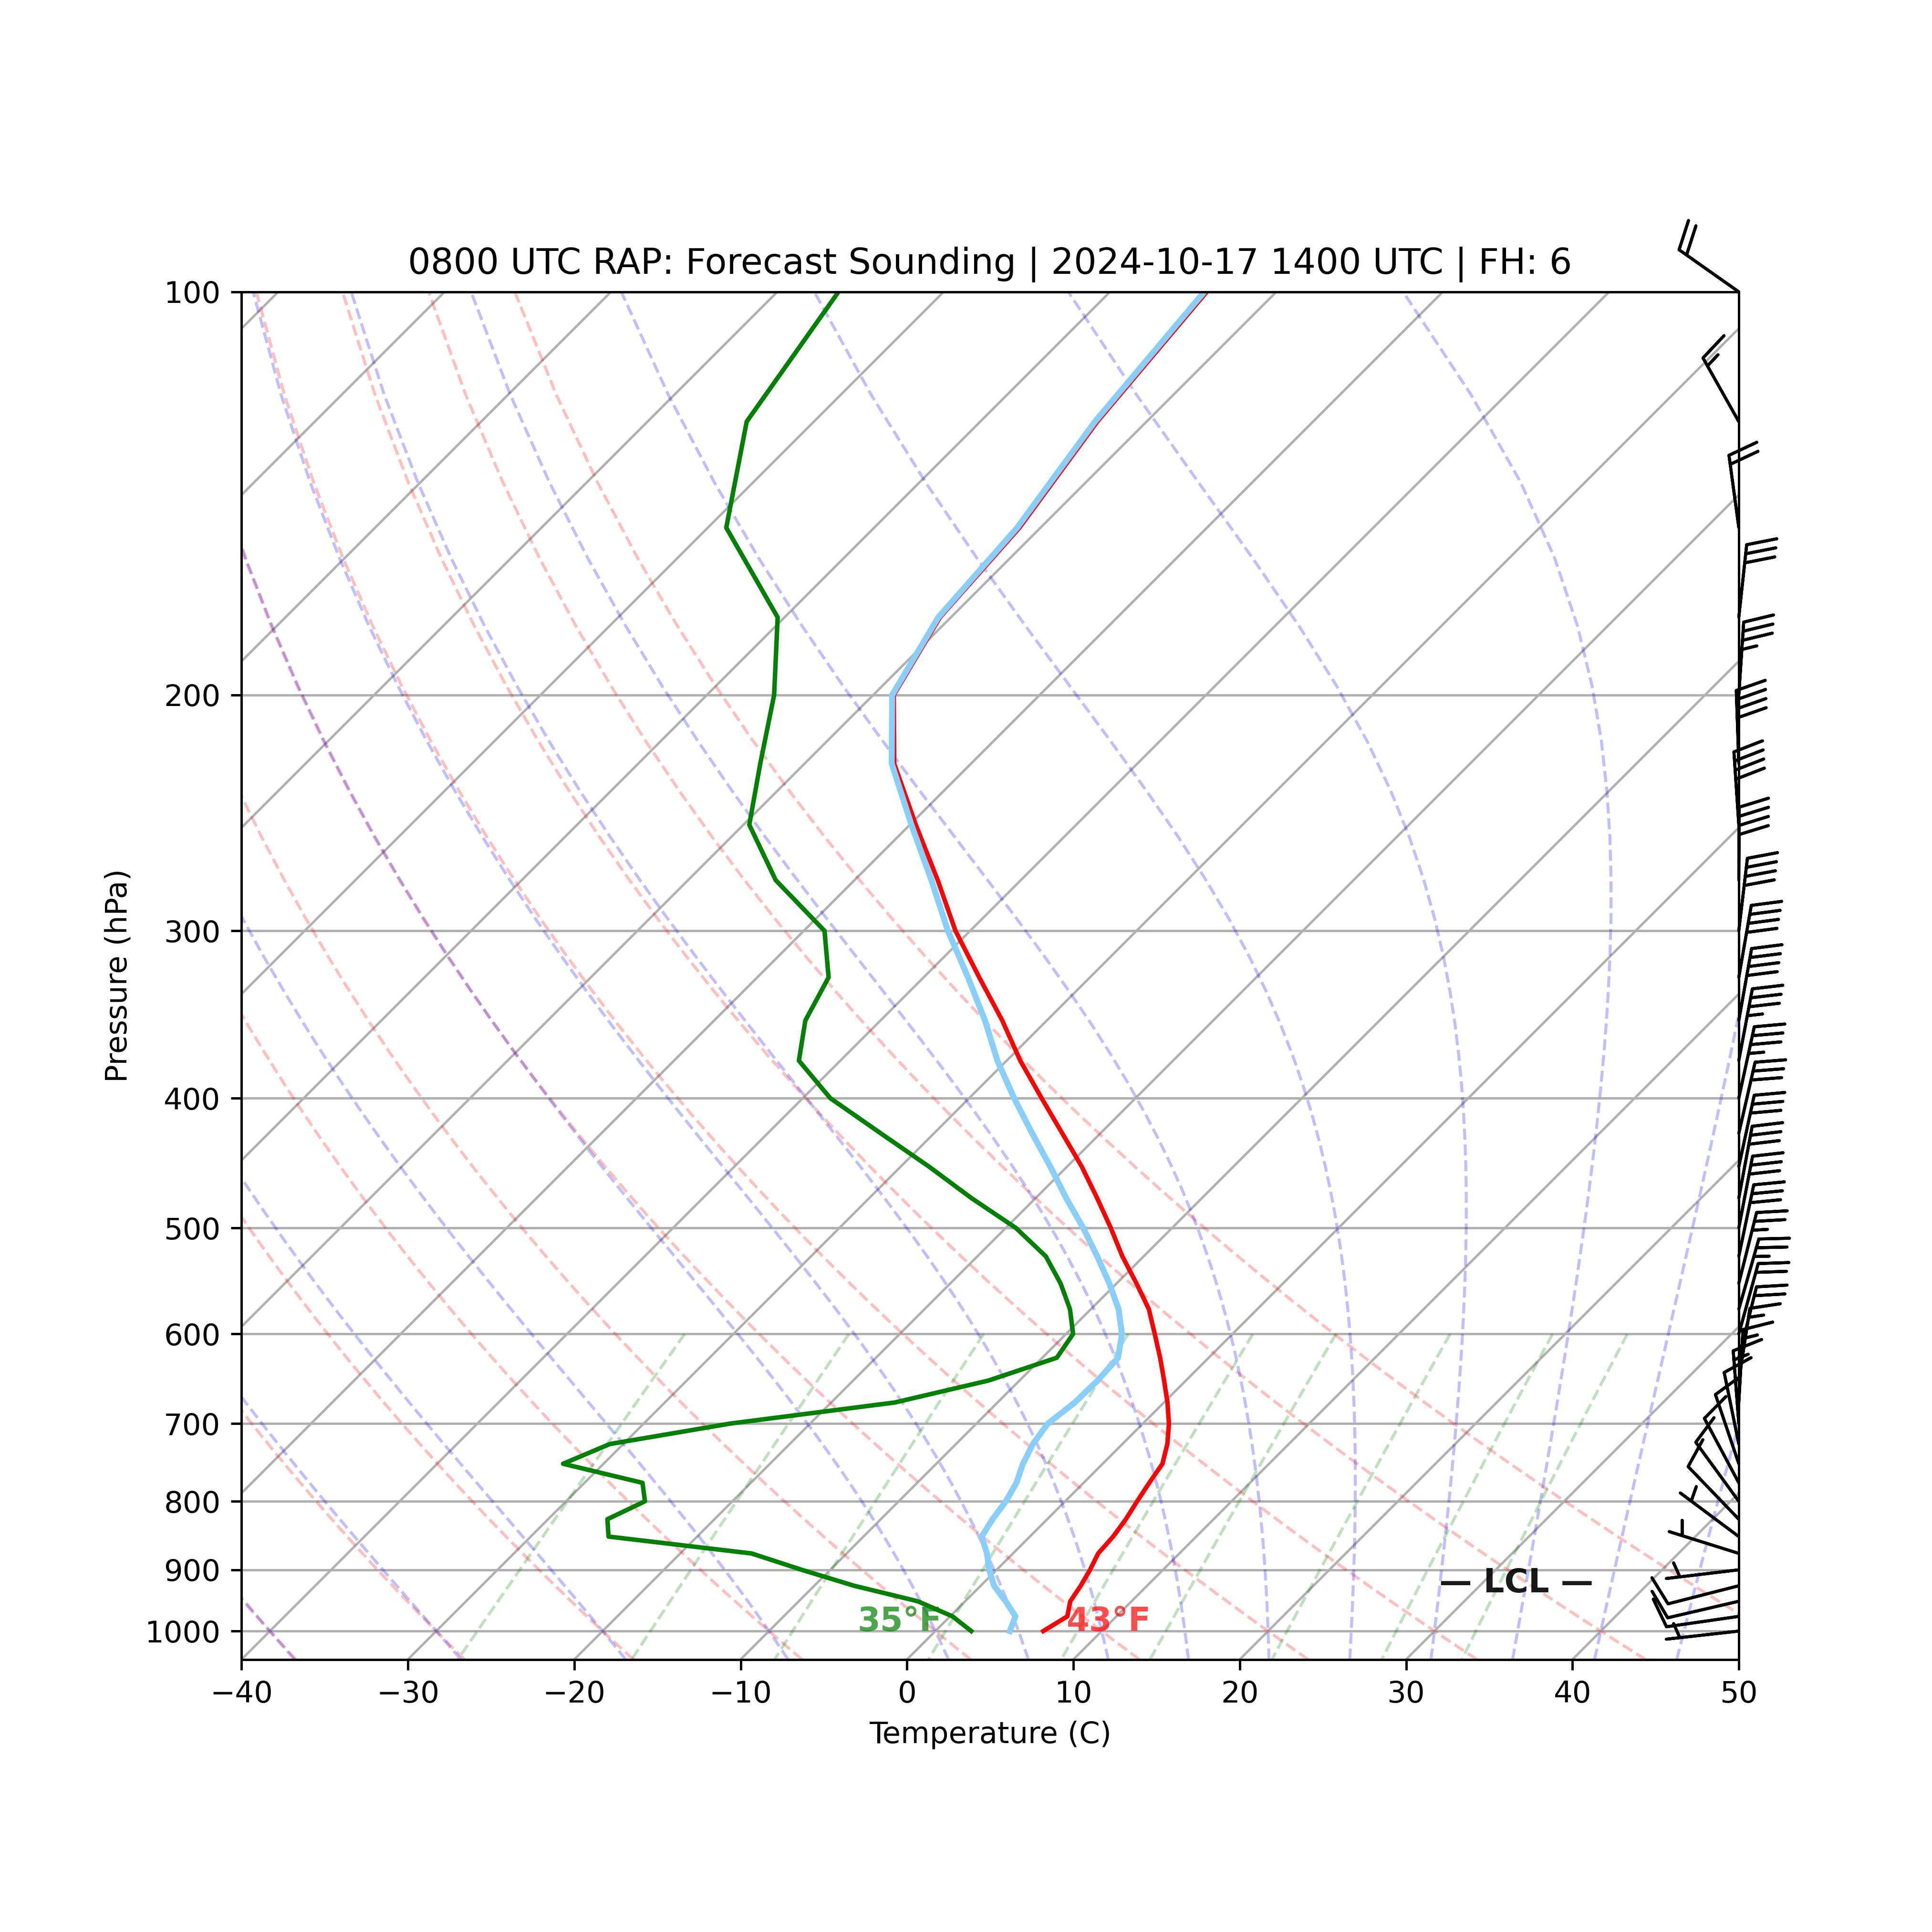 0800 UTC RAP: Forecast Sounding | 2024-10-17 1400 UTC | FH: 6
100
200
300
400
500
600
700
800
900
1000
Pressure (hPa)
— LCL —
35°F 43°F
−40 −30 −20 −10 0 10 20 30 40 50
Temperature (C)